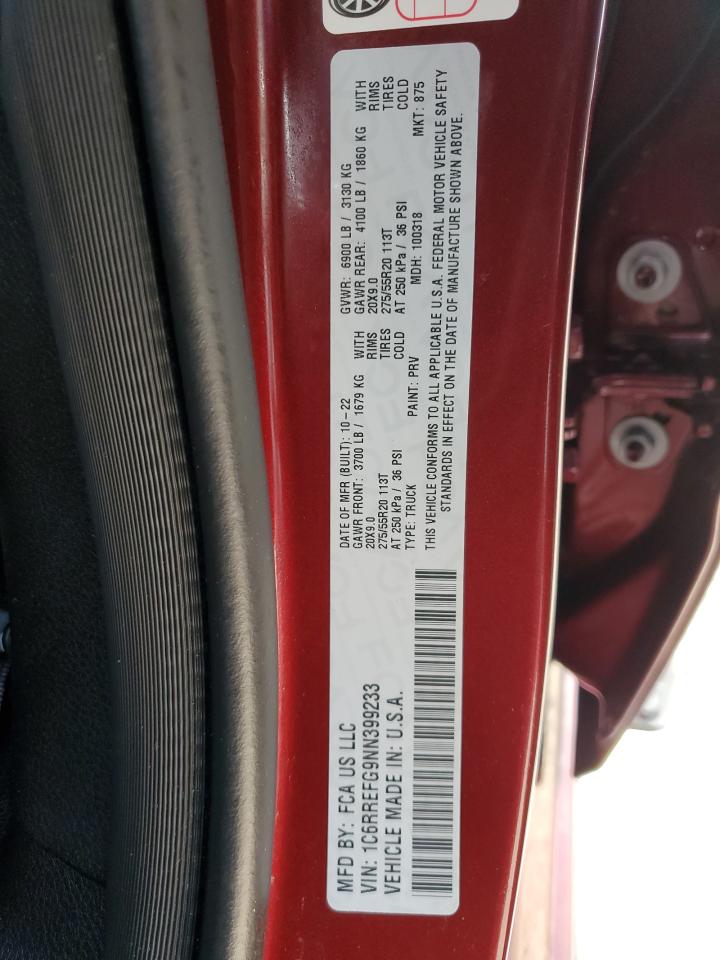 MFD BY: FCA US LLC
VIN: 1C6RREFG9NN399233
VEHICLE MADE IN: U.S.A.
DATE OF MFR (BUILT): 10-22 GVWR: 6900 LB / 3130 KG
GAWR FRONT: 3700 LB / 1679 KG WITH GAWR REAR: 4100 LB / 1860 KG WITH
20X9.0 RIMS 20X9.0 RIMS
275/55R20 113T TIRES 275/55R20 113T TIRES
AT 250 kPa / 36 PSI COLD AT 250 kPa / 36 PSI COLD
TYPE: TRUCK PAINT: PRV MDH: 100318 MKT: 875
THIS VEHICLE CONFORMS TO ALL APPLICABLE U.S.A. FEDERAL MOTOR VEHICLE SAFETY
STANDARDS IN EFFECT ON THE DATE OF MANUFACTURE SHOWN ABOVE.